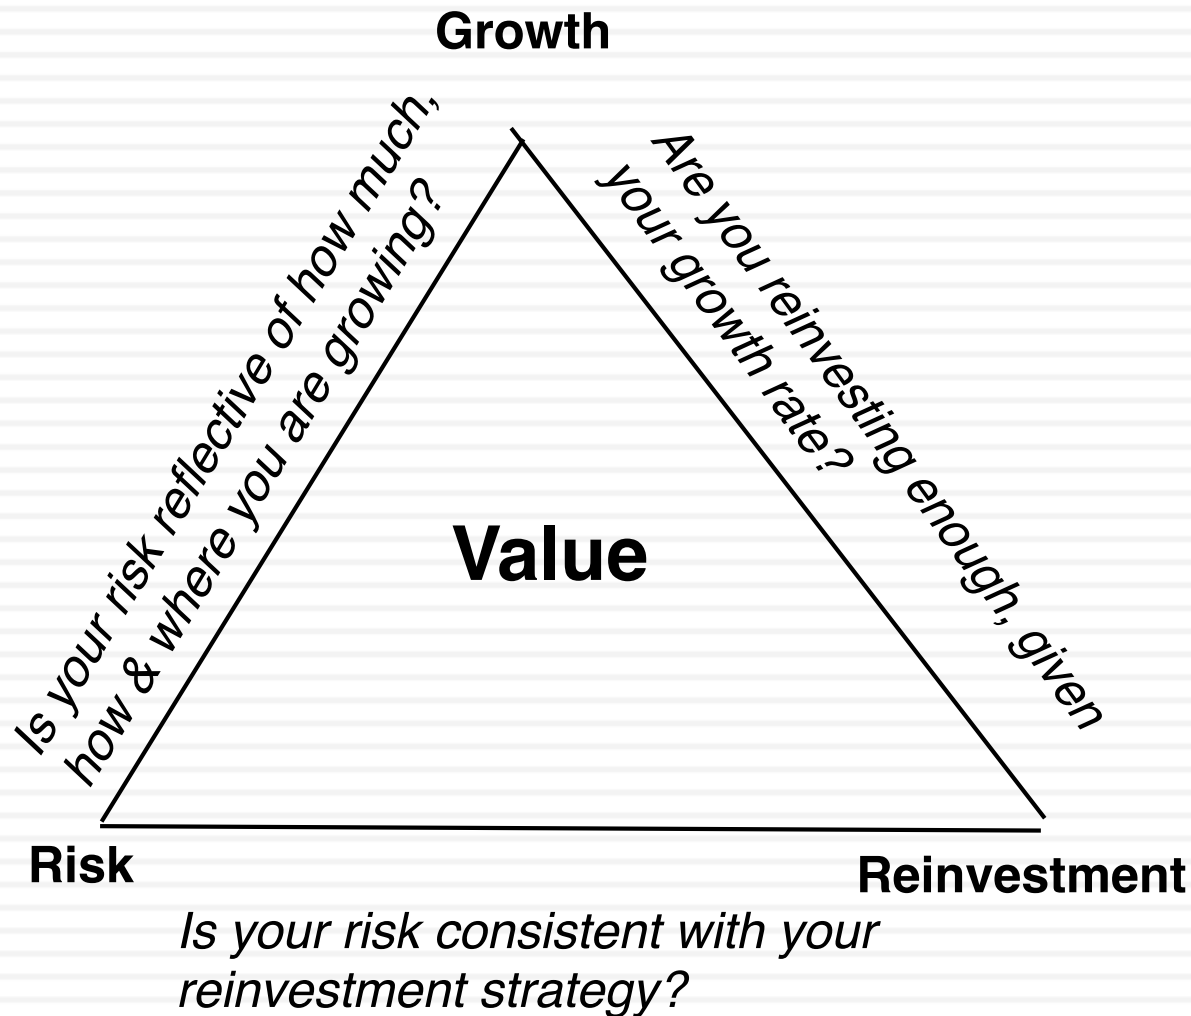 Growth
Is your risk reflective of how much,
how & where you are growing?
Are you reinvesting enough, given
your growth rate?
Value
Risk
Reinvestment
Is your risk consistent with your
reinvestment strategy?